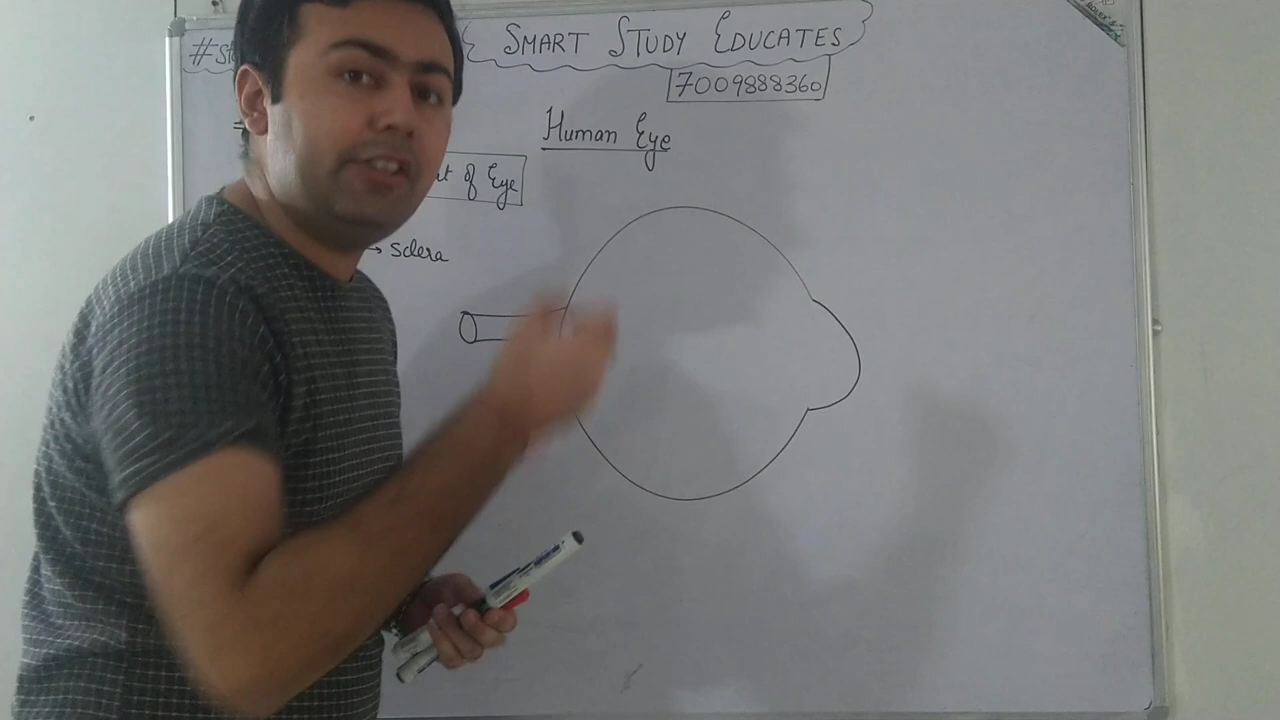 SMART STUDY EDUCATES
7009888360
Human Eye
of Eye
→ sclera